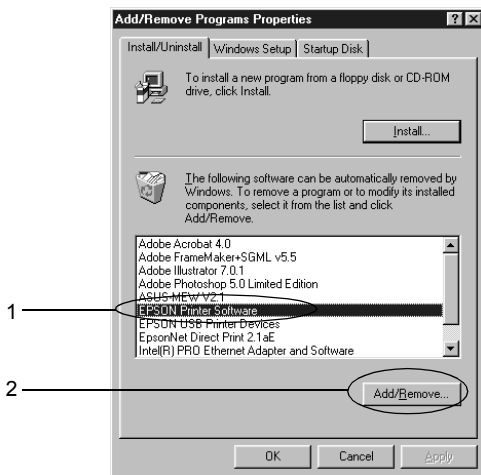 Add/Remove Programs Properties
Install/Uninstall
Windows Setup
Startup Disk
To install a new program from a floppy disk or CD-ROM
drive, click Install.
Install...
The following software can be automatically removed by
Windows. To remove a program or to modify its installed
components, select it from the list and click
Add/Remove.
Adobe Acrobat 4.0
Adobe FrameMaker+SGML v5.5
Adobe Illustrator 7.0.1
Adobe Photoshop 5.0 Limited Edition
ASUS-MEW V2.1
1
EPSON Printer Software
EPSON USB Printer Devices
EpsonNet Direct Print 2.1aE
Intel(R) PRO Ethernet Adapter and Software
2
Add/Remove...
OK
Cancel
Apply